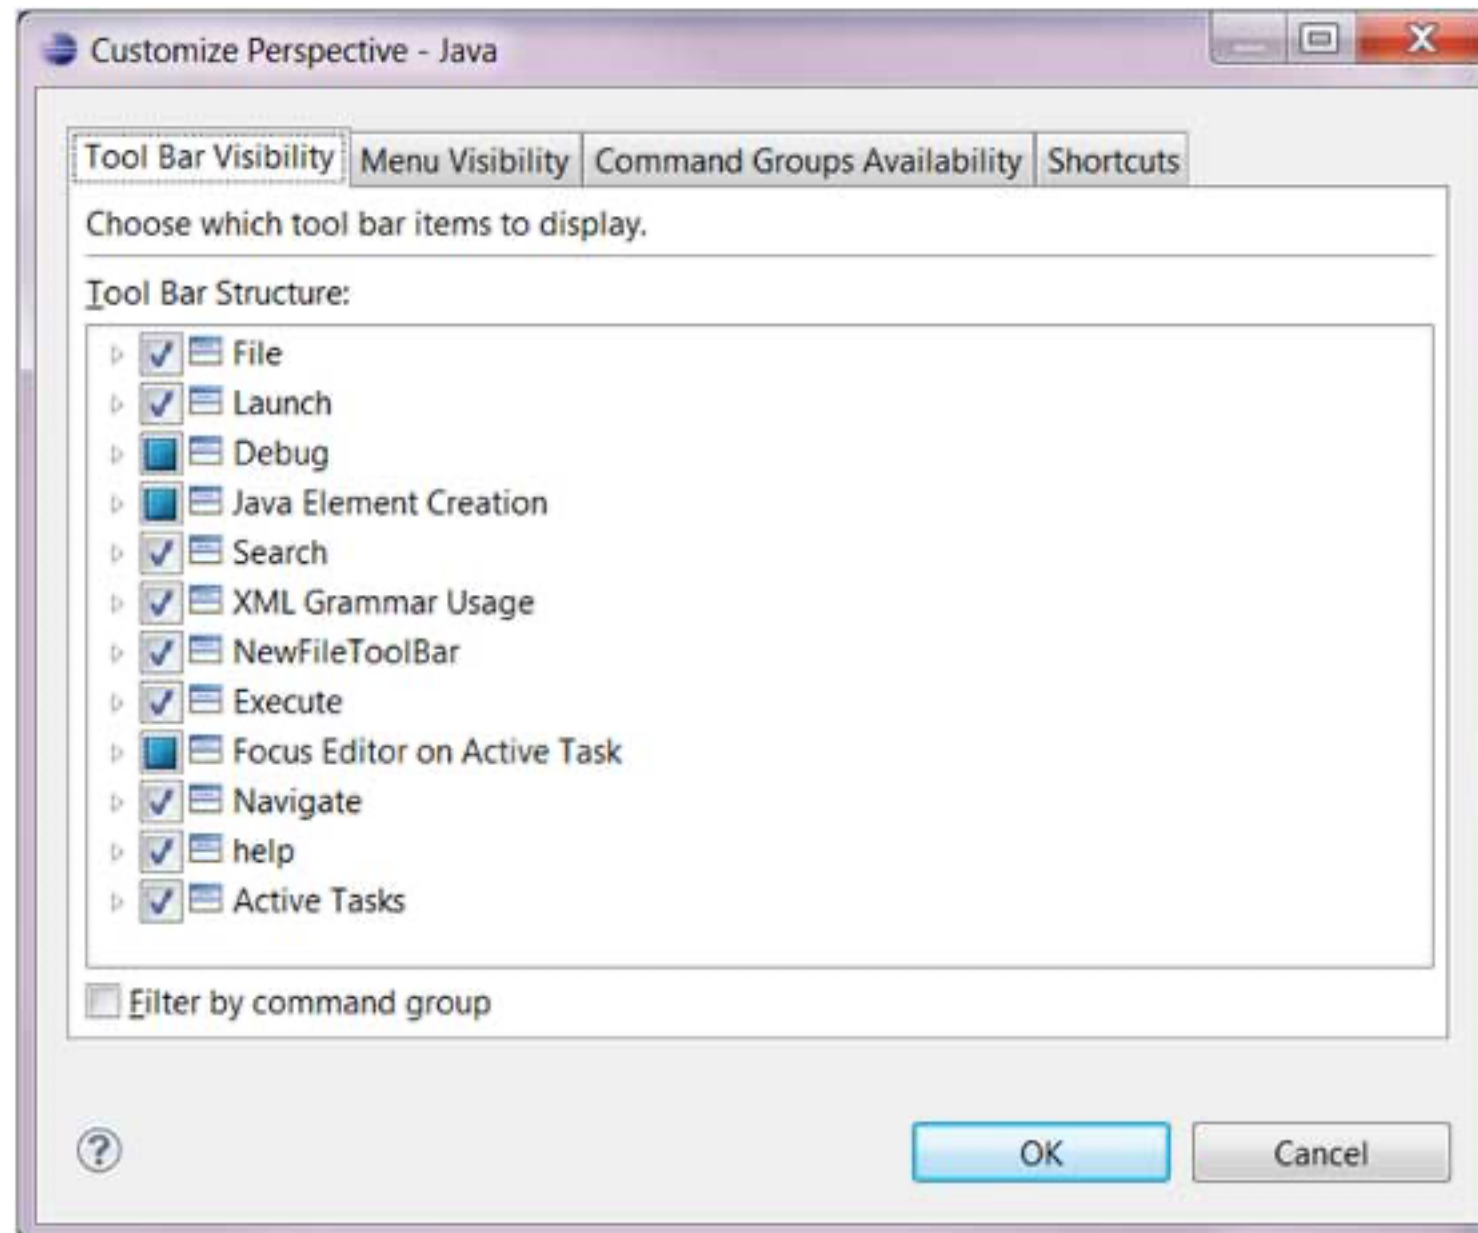 Customize Perspective - Java
Tool Bar Visibility Menu Visibility Command Groups Availability Shortcuts
Choose which tool bar items to display.
Tool Bar Structure:
File
Launch
Debug
Java Element Creation
Search
XML Grammar Usage
NewFileToolBar
Execute
Focus Editor on Active Task
Navigate
help
Active Tasks
Filter by command group
? OK Cancel